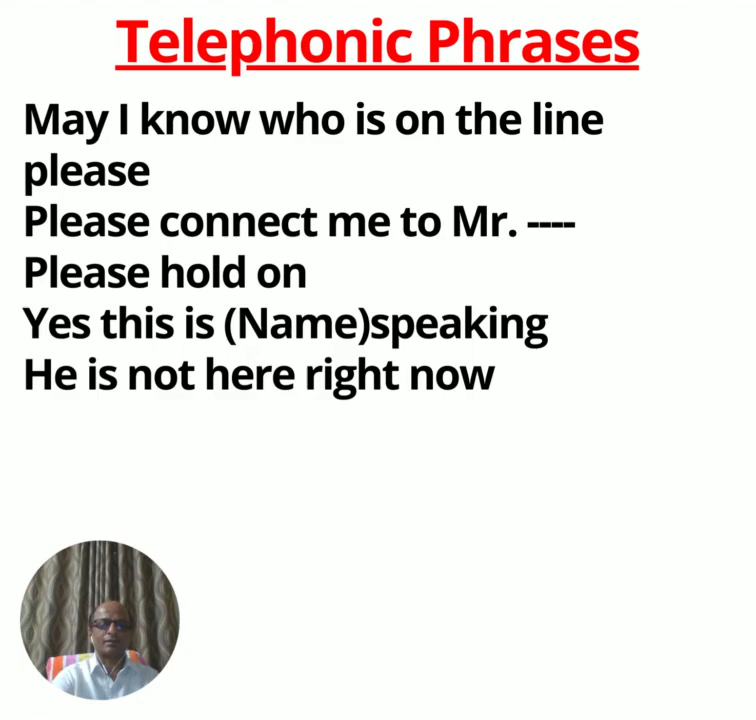 Telephonic Phrases
May I know who is on the line
please
Please connect me to Mr. ----
Please hold on
Yes this is (Name)speaking
He is not here right now